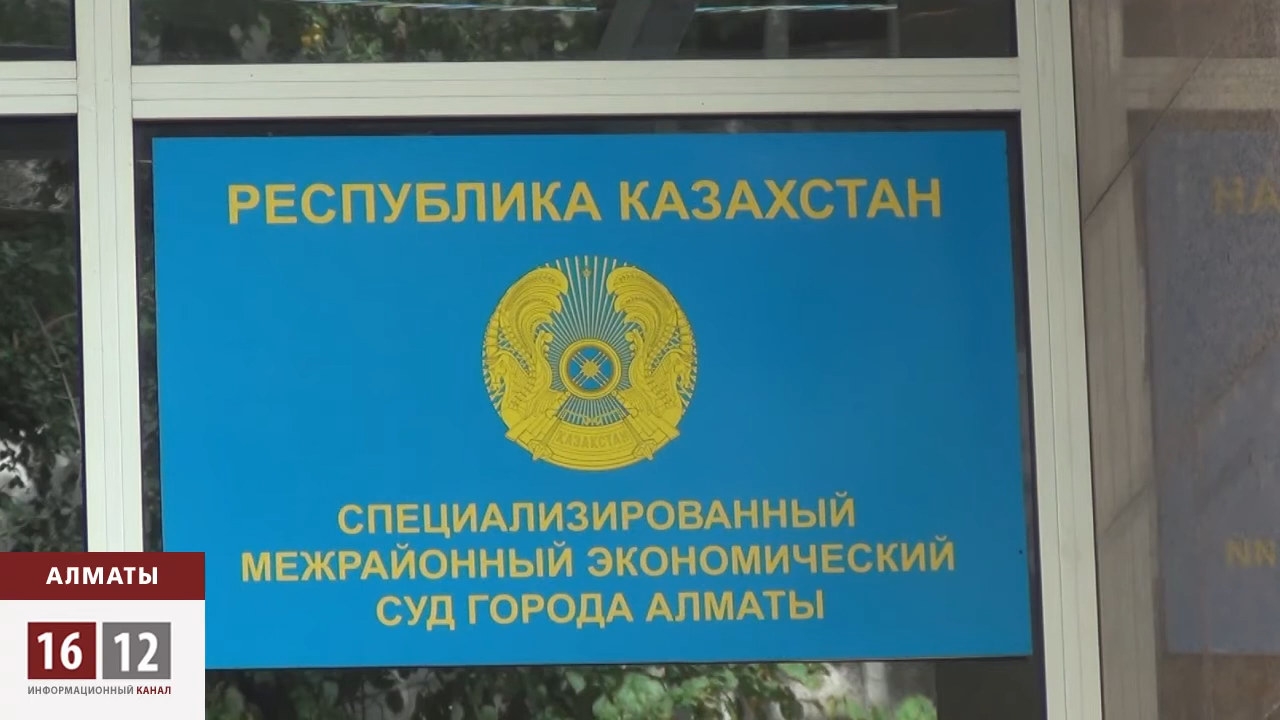 РЕСПУБЛИКА КАЗАХСТАН
ҚАЗАҚСТАН
СПЕЦИАЛИЗИРОВАННЫЙ
МЕЖРАЙОННЫЙ ЭКОНОМИЧЕСКИЙ
СУД ГОРОДА АЛМАТЫ
АЛМАТЫ
16 12
ИНФОРМАЦИОННЫЙ КАНАЛ